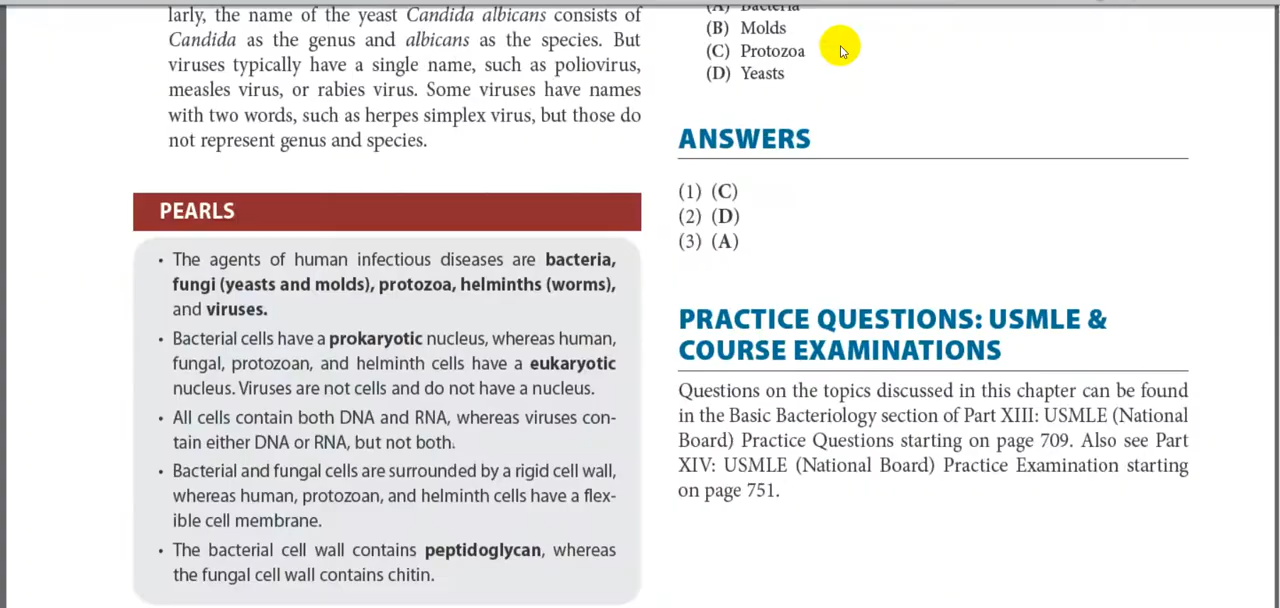 larly, the name of the yeast Candida albicans consists of
Candida as the genus and albicans as the species. But
viruses typically have a single name, such as poliovirus,
measles virus, or rabies virus. Some viruses have names
with two words, such as herpes simplex virus, but those do
not represent genus and species.
PEARLS
• The agents of human infectious diseases are bacteria,
fungi (yeasts and molds), protozoa, helminths (worms),
and viruses.
• Bacterial cells have a prokaryotic nucleus, whereas human,
fungal, protozoan, and helminth cells have a eukaryotic
nucleus. Viruses are not cells and do not have a nucleus.
• All cells contain both DNA and RNA, whereas viruses con-
tain either DNA or RNA, but not both.
• Bacterial and fungal cells are surrounded by a rigid cell wall,
whereas human, protozoan, and helminth cells have a flex-
ible cell membrane.
• The bacterial cell wall contains peptidoglycan, whereas
the fungal cell wall contains chitin.
(A) Bacteria
(B) Molds
(C) Protozoa
(D) Yeasts
ANSWERS
(1) (C)
(2) (D)
(3) (A)
PRACTICE QUESTIONS: USMLE &
COURSE EXAMINATIONS
Questions on the topics discussed in this chapter can be found
in the Basic Bacteriology section of Part XIII: USMLE (National
Board) Practice Questions starting on page 709. Also see Part
XIV: USMLE (National Board) Practice Examination starting
on page 751.